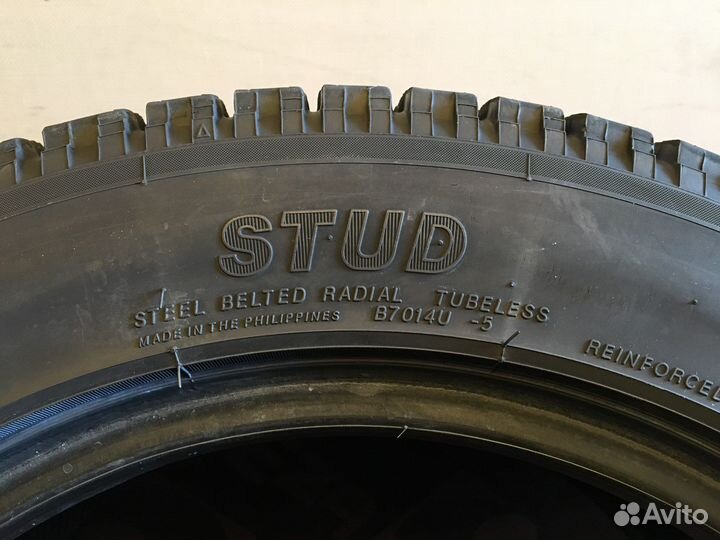 STUD
STEEL BELTED RADIAL TUBELESS
MADE IN THE PHILIPPINES B7014U -5
REINFORCED
Avito